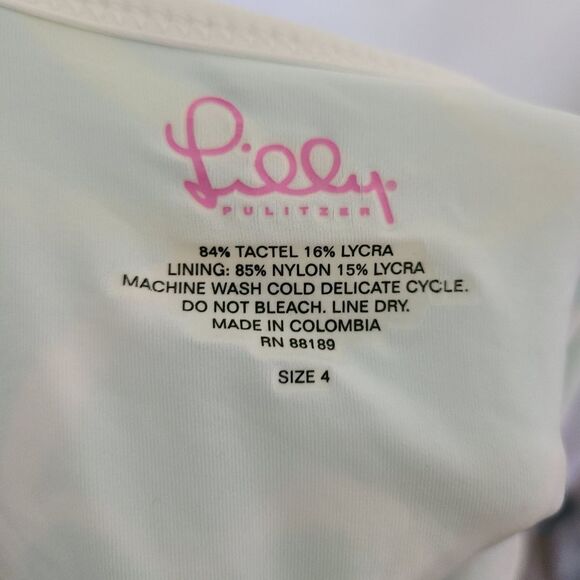 Lilly
PULITZER
84% TACTEL 16% LYCRA
LINING: 85% NYLON 15% LYCRA
MACHINE WASH COLD DELICATE CYCLE.
DO NOT BLEACH. LINE DRY.
MADE IN COLOMBIA
RN 88189
SIZE 4